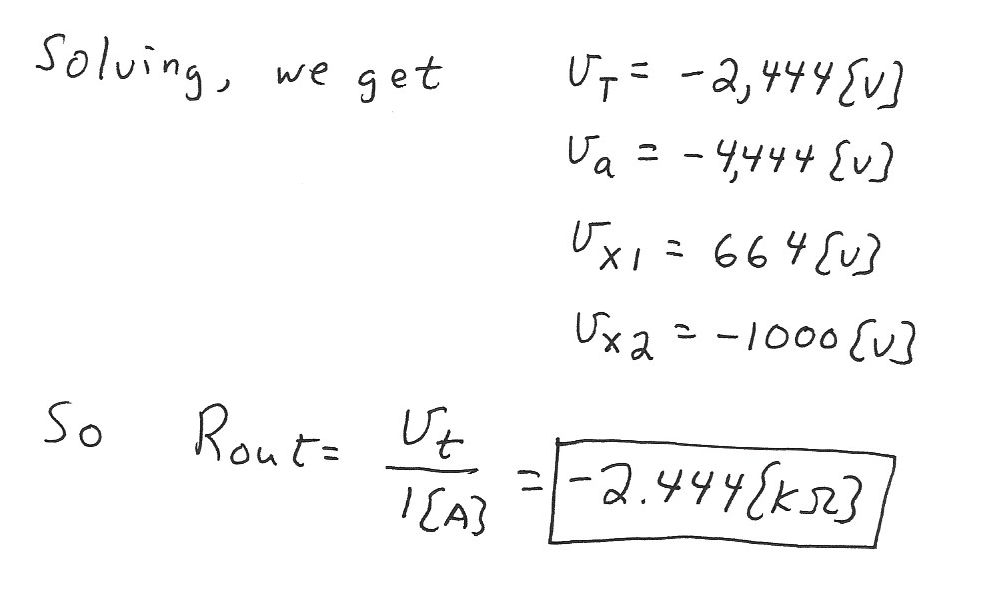 Solving, we get v_T = -2,444{V}
v_a = -4,444{V}
v_x1 = 664{V}
v_x2 = -1000{V}
So R_out = v_t / 1{A} = -2.444{kΩ}